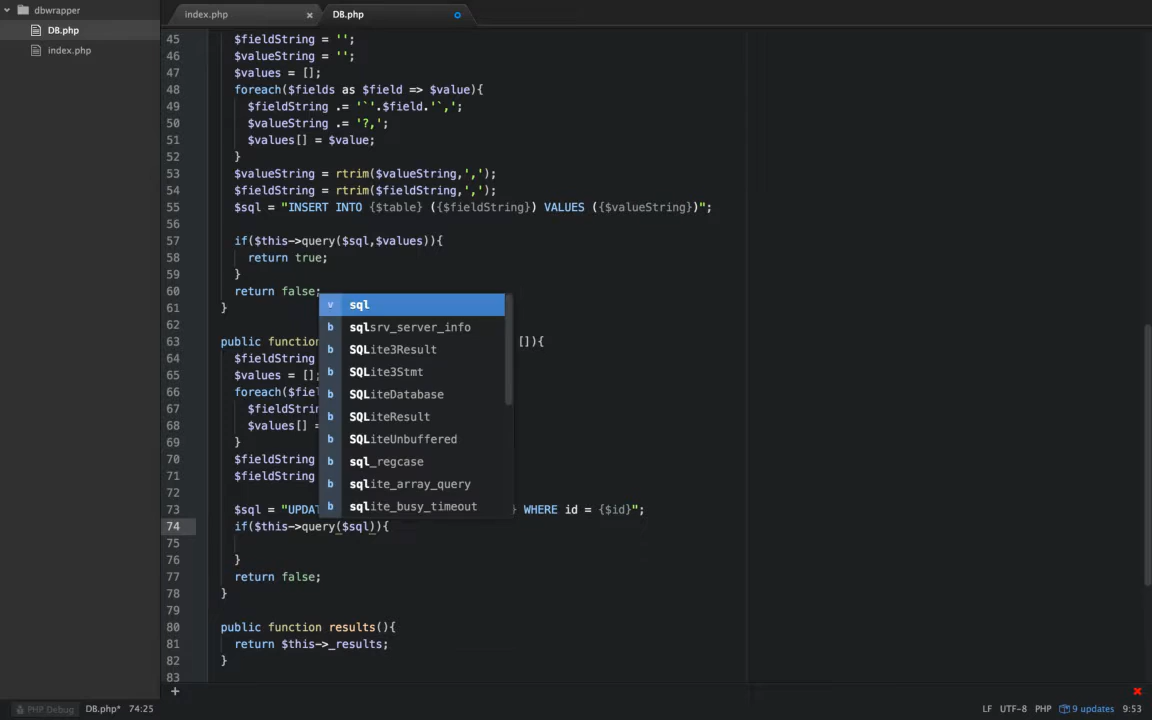 dbwrapper
DB.php
index.php
index.php
DB.php
45 $fieldString = '';
46 $valueString = '';
47 $values = [];
48 foreach($fields as $field => $value){
49 $fieldString .= '`'.$field.'`,';
50 $valueString .= '?,';
51 $values[] = $value;
52 }
53 $valueString = rtrim($valueString,',');
54 $fieldString = rtrim($fieldString,',');
55 $sql = "INSERT INTO {$table} ({$fieldString}) VALUES ({$valueString})";
56
57 if($this->query($sql,$values)){
58 return true;
59 }
60 return false;
61 }
62
63 public function []){
64 $fieldString
65 $values = [];
66 foreach($fiel
67 $fieldStrin
68 $values[] =
69 }
70 $fieldString
71 $fieldString
72
73 $sql = "UPDAT } WHERE id = {$id}";
74 if($this->query($sql)){
75
76 }
77 return false;
78 }
79
80 public function results(){
81 return $this->_results;
82 }
83
v sql
b sqlsrv_server_info
b SQLite3Result
b SQLite3Stmt
b SQLiteDatabase
b SQLiteResult
b SQLiteUnbuffered
b sql_regcase
b sqlite_array_query
b sqlite_busy_timeout
PHP Debug DB.php* 74:25 LF UTF-8 PHP 9 updates 9:53